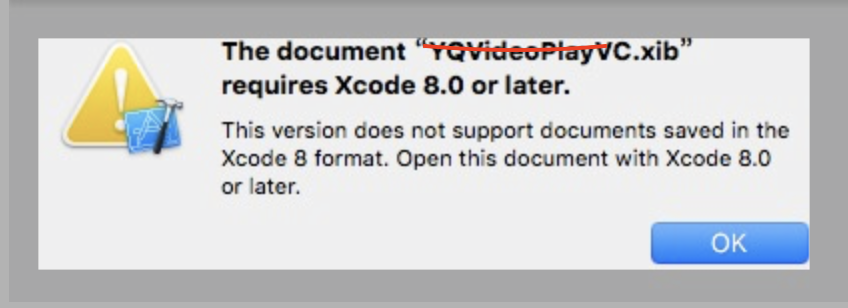 The document “YQVideoPlayVC.xib”
requires Xcode 8.0 or later.
This version does not support documents saved in the
Xcode 8 format. Open this document with Xcode 8.0
or later.
OK